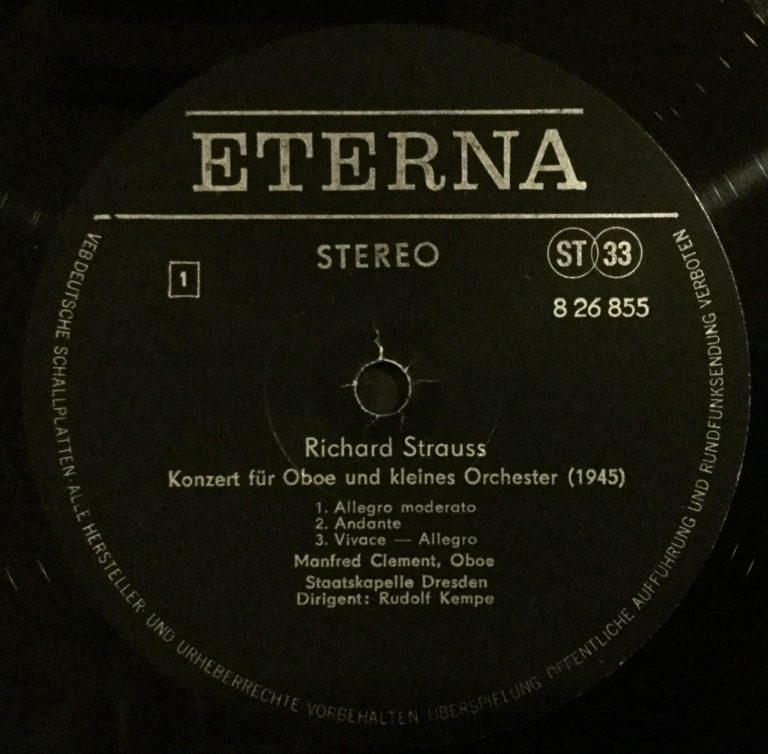 ETERNA
STEREO
ST 33
1
8 26 855
Richard Strauss
Konzert für Oboe und kleines Orchester (1945)
1. Allegro moderato
2. Andante
3. Vivace — Allegro
Manfred Clement, Oboe
Staatskapelle Dresden
Dirigent: Rudolf Kempe
VEB DEUTSCHE SCHALLPLATTEN ALLE HERSTELLER- UND URHEBERRECHTE VORBEHALTEN ÜBERSPIELUNG ÖFFENTLICHE AUFFÜHRUNG UND RUNDFUNKSENDUNG VERBOTEN